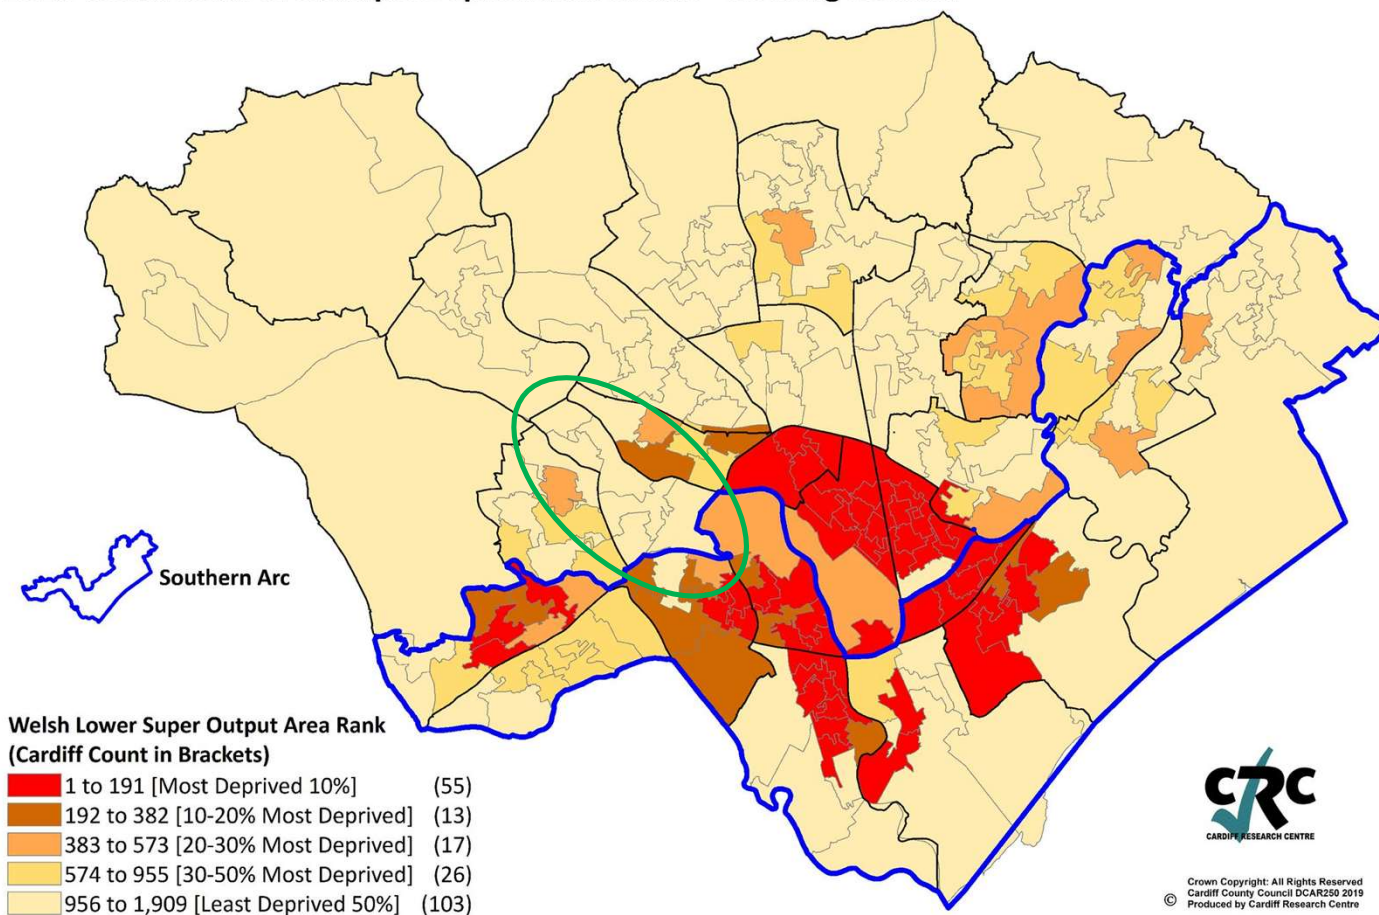 Southern Arc
Welsh Lower Super Output Area Rank
(Cardiff Count in Brackets)
1 to 191 [Most Deprived 10%] (55)
192 to 382 [10-20% Most Deprived] (13)
383 to 573 [20-30% Most Deprived] (17)
574 to 955 [30-50% Most Deprived] (26)
956 to 1,909 [Least Deprived 50%] (103)
CRC
CARDIFF RESEARCH CENTRE
Crown Copyright: All Rights Reserved
Cardiff County Council DCAR250 2019
© Produced by Cardiff Research Centre